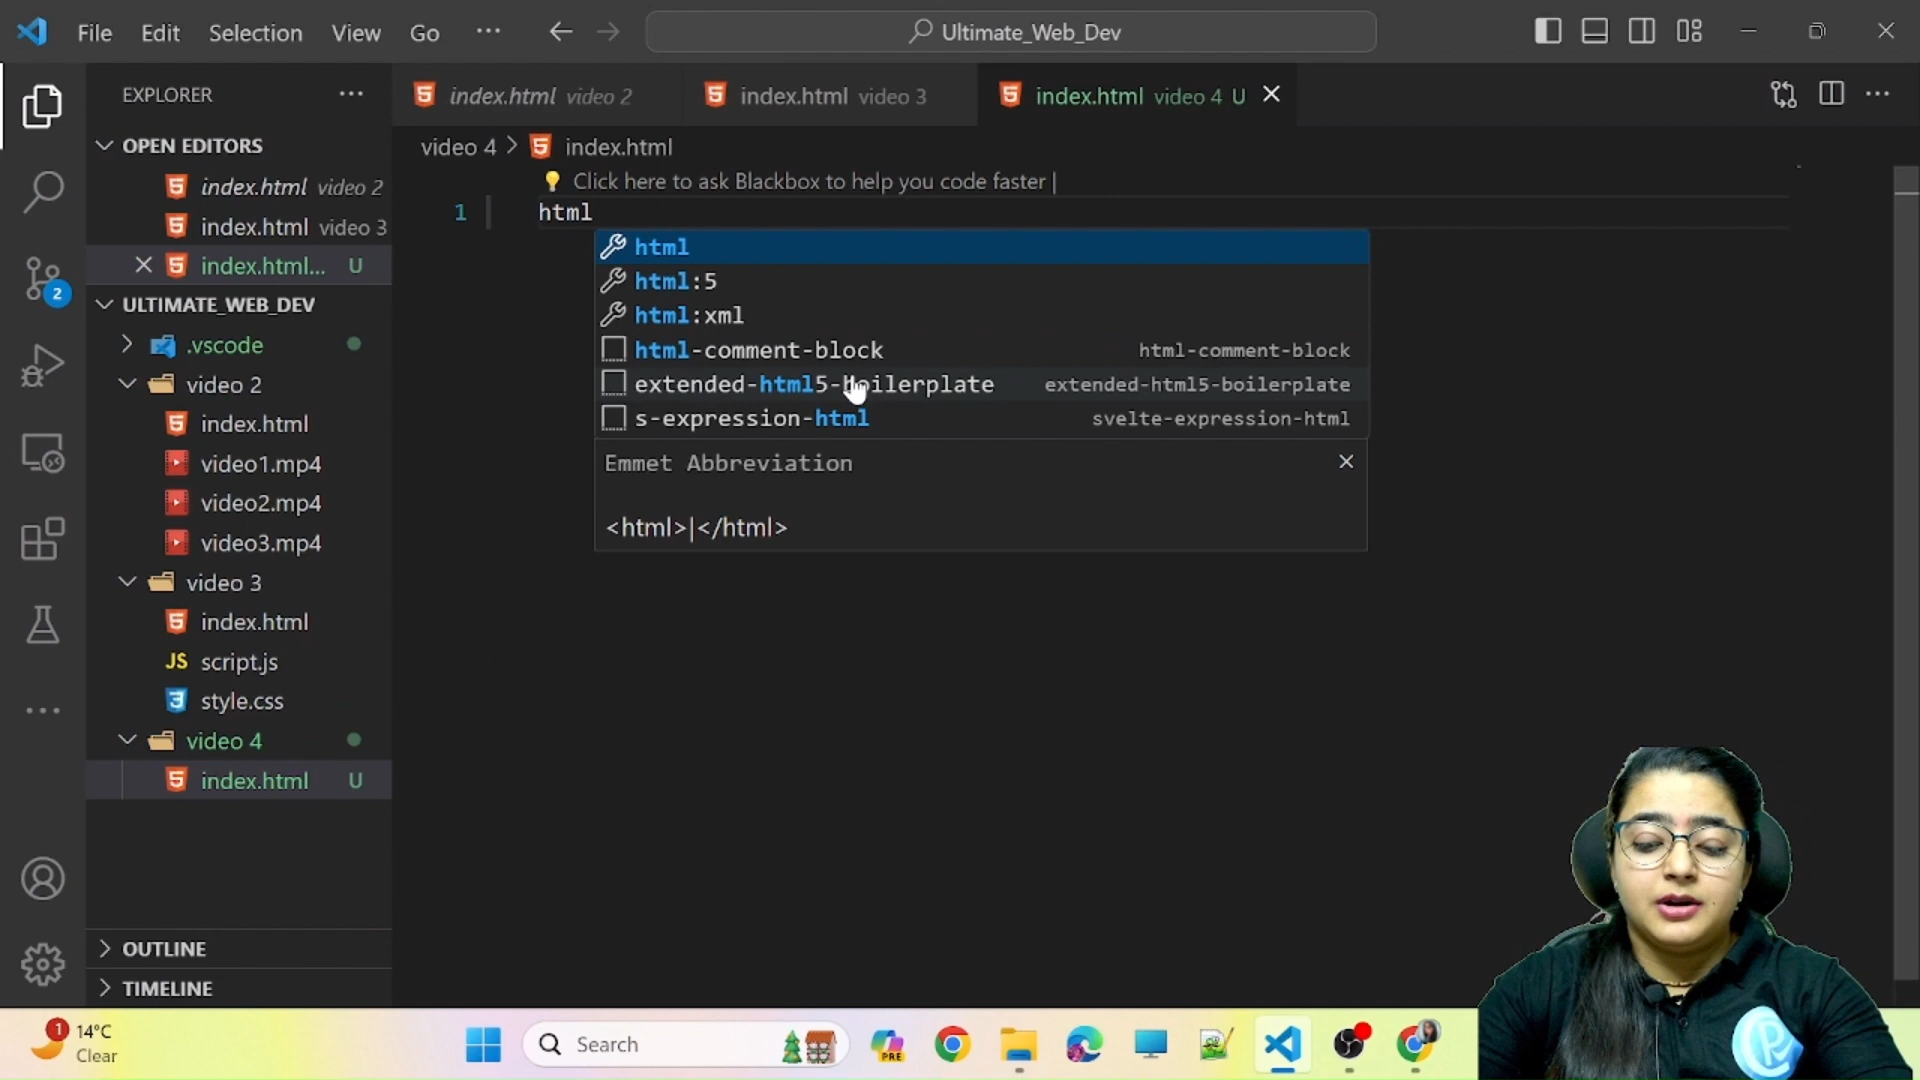 File Edit Selection View Go ··· Ultimate_Web_Dev
EXPLORER ···
index.html video 2
index.html video 3
index.html video 4 U
OPEN EDITORS
index.html video 2
index.html video 3
index.html... U
ULTIMATE_WEB_DEV
.vscode
video 2
index.html
video1.mp4
video2.mp4
video3.mp4
video 3
index.html
JS script.js
style.css
video 4
index.html U
OUTLINE
TIMELINE
2
video 4 > index.html
Click here to ask Blackbox to help you code faster |
1 html
html
html:5
html:xml
html-comment-block html-comment-block
extended-html5-boilerplate extended-html5-boilerplate
s-expression-html svelte-expression-html
Emmet Abbreviation
<html>|</html>
1 14°C
Clear
Search
PRE